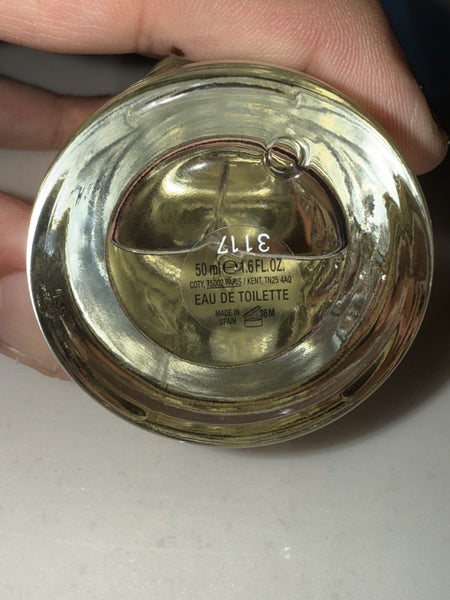 3117
50 ml e 1.6 FL.OZ.
COTY, 75002 PARIS / KENT, TN25 4AQ
EAU DE TOILETTE
MADE IN
SPAIN
36M